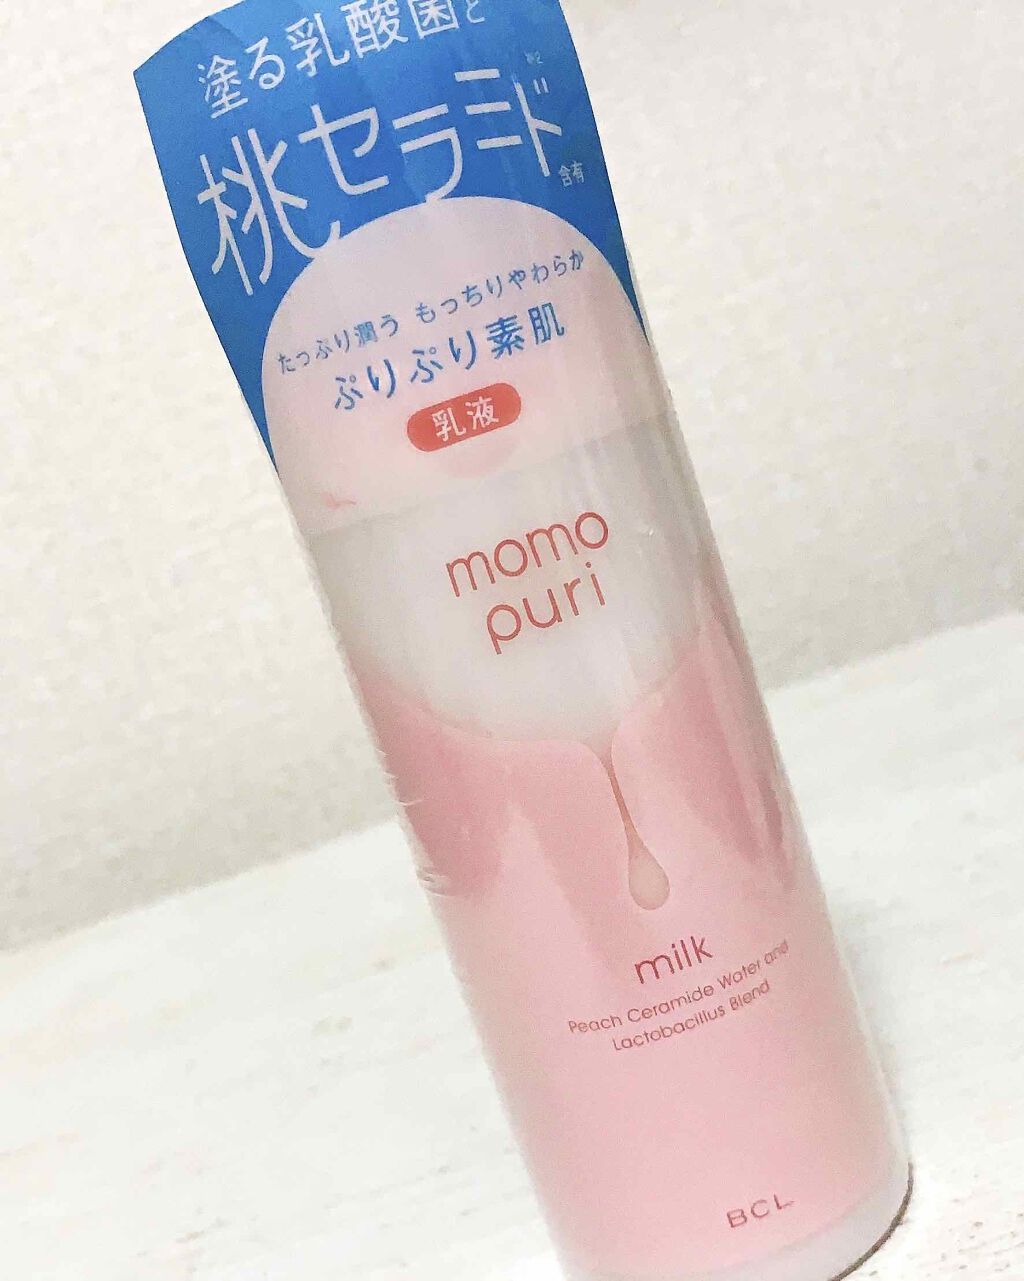 塗る乳酸菌と
桃セラミド
※2
含有
たっぷり潤う もっちりやわらか
ぷりぷり素肌
乳液
momo
puri
milk
Peach Ceramide Water and
Lactobacillus Blend
BCL